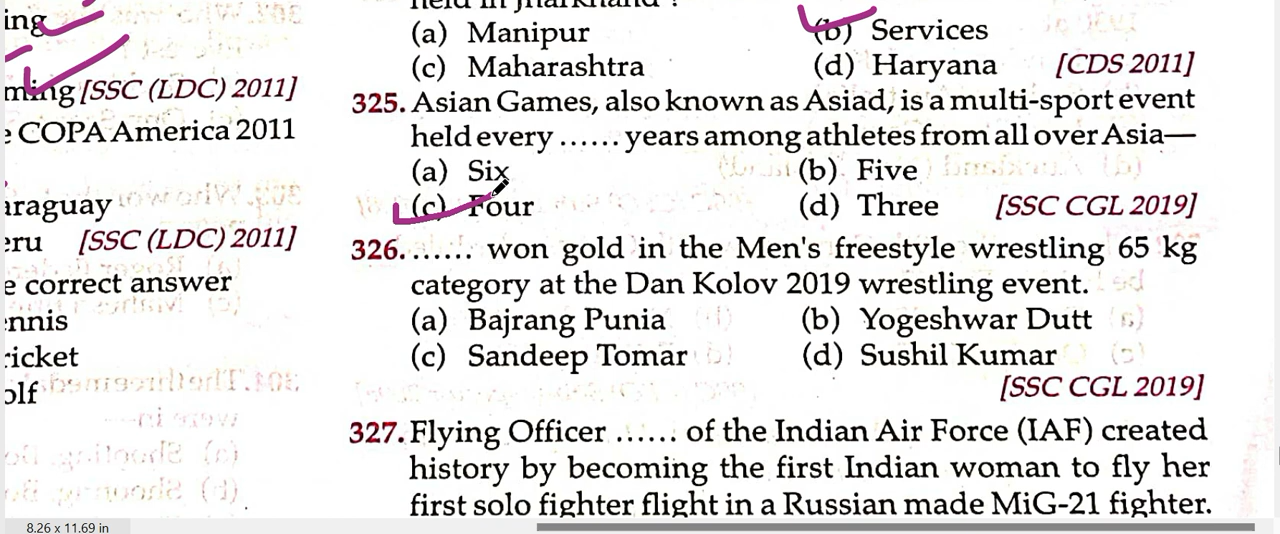 ing
ming [SSC (LDC) 2011]
COPA America 2011
araguay
eru [SSC (LDC) 2011]
e correct answer
ennis
ricket
olf
held in Jharkhand ?
(a) Manipur (b) Services
(c) Maharashtra (d) Haryana [CDS 2011]
325. Asian Games, also known as Asiad, is a multi-sport event
held every ...... years among athletes from all over Asia—
(a) Six (b) Five
(c) Four (d) Three [SSC CGL 2019]
326. ...... won gold in the Men's freestyle wrestling 65 kg
category at the Dan Kolov 2019 wrestling event.
(a) Bajrang Punia (b) Yogeshwar Dutt
(c) Sandeep Tomar (d) Sushil Kumar
[SSC CGL 2019]
327. Flying Officer ...... of the Indian Air Force (IAF) created
history by becoming the first Indian woman to fly her
first solo fighter flight in a Russian made MiG-21 fighter.
8.26 x 11.69 in